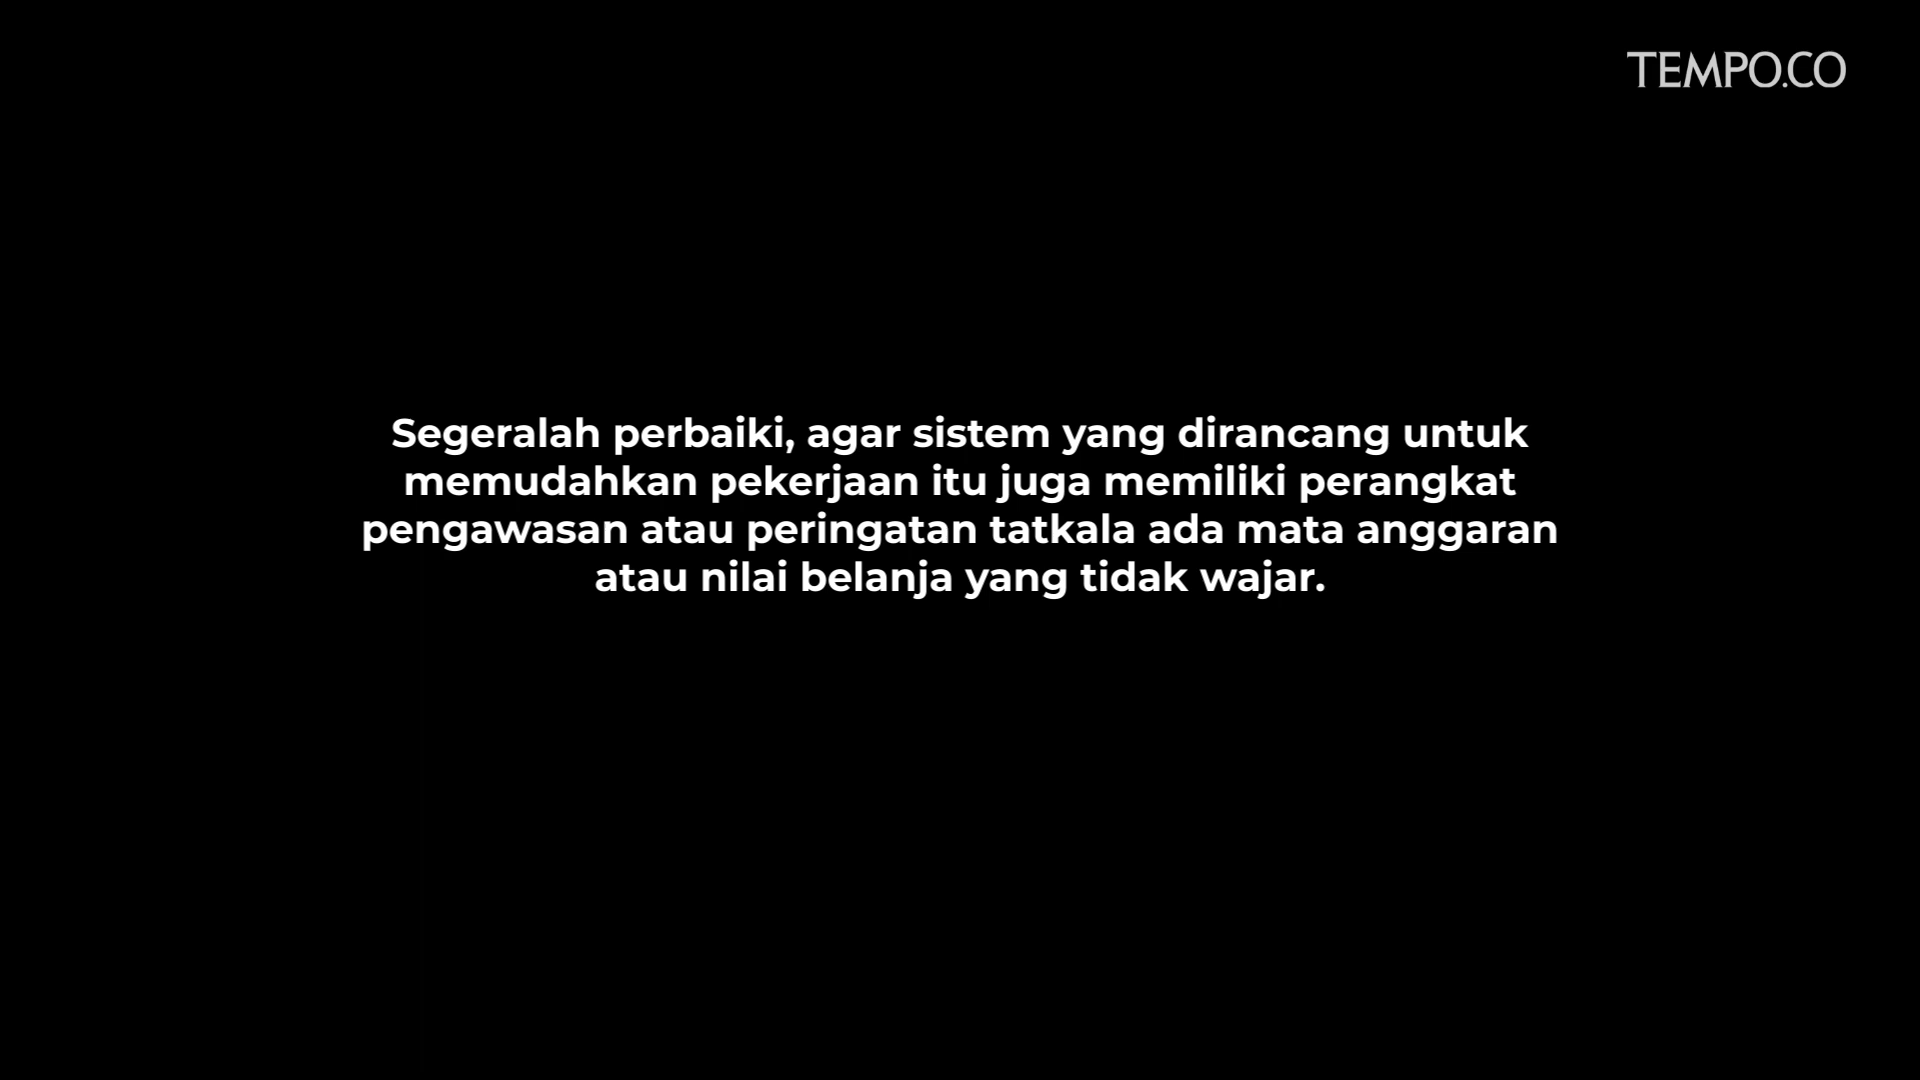 TEMPO.CO
Segeralah perbaiki, agar sistem yang dirancang untuk
memudahkan pekerjaan itu juga memiliki perangkat
pengawasan atau peringatan tatkala ada mata anggaran
atau nilai belanja yang tidak wajar.